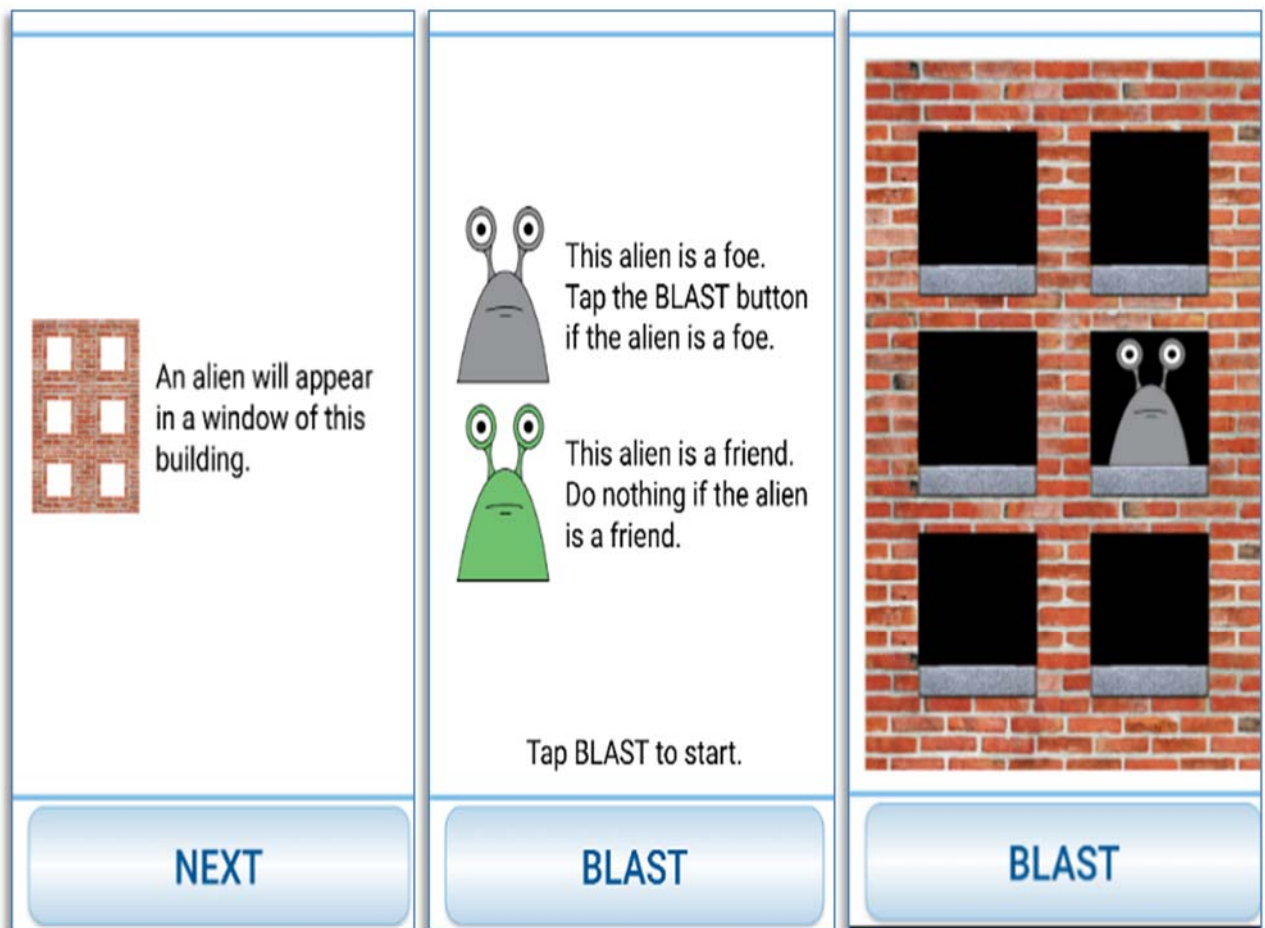 An alien will appear
in a window of this
building.
NEXT
This alien is a foe.
Tap the BLAST button
if the alien is a foe.
This alien is a friend.
Do nothing if the alien
is a friend.
Tap BLAST to start.
BLAST
BLAST